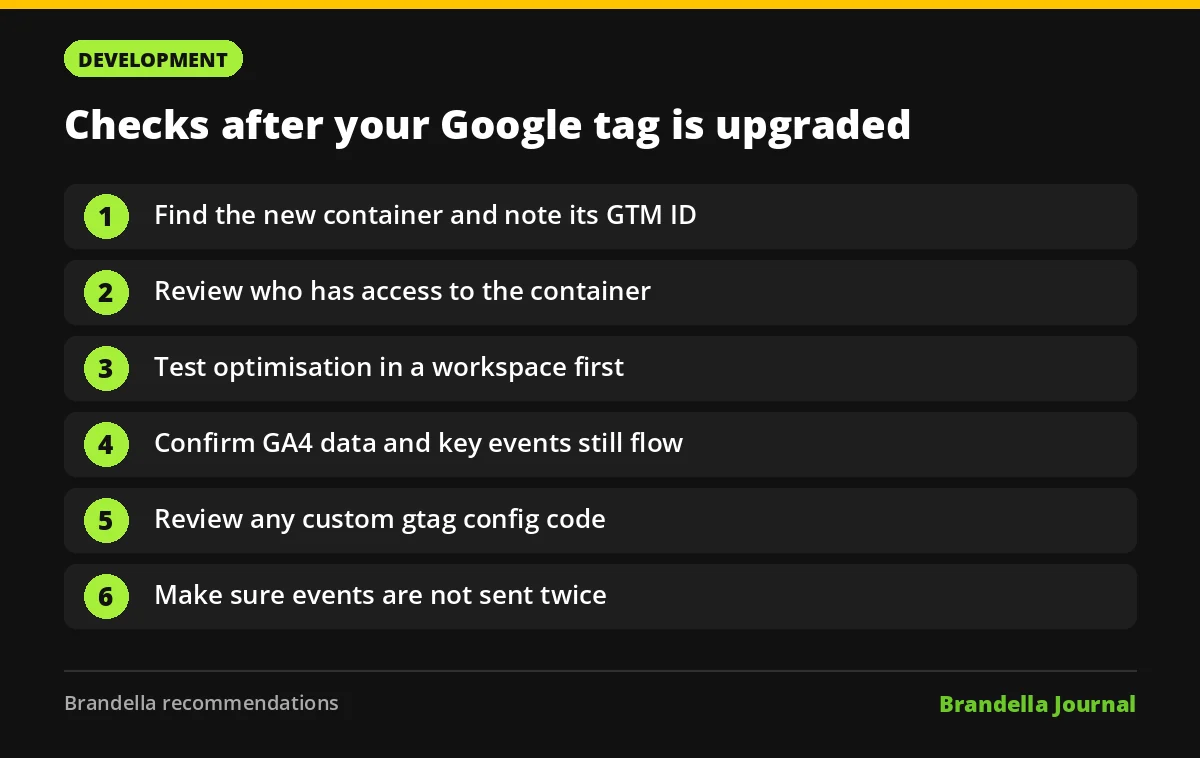 DEVELOPMENT
Checks after your Google tag is upgraded
1 Find the new container and note its GTM ID
2 Review who has access to the container
3 Test optimisation in a workspace first
4 Confirm GA4 data and key events still flow
5 Review any custom gtag config code
6 Make sure events are not sent twice
Brandella recommendations
Brandella Journal